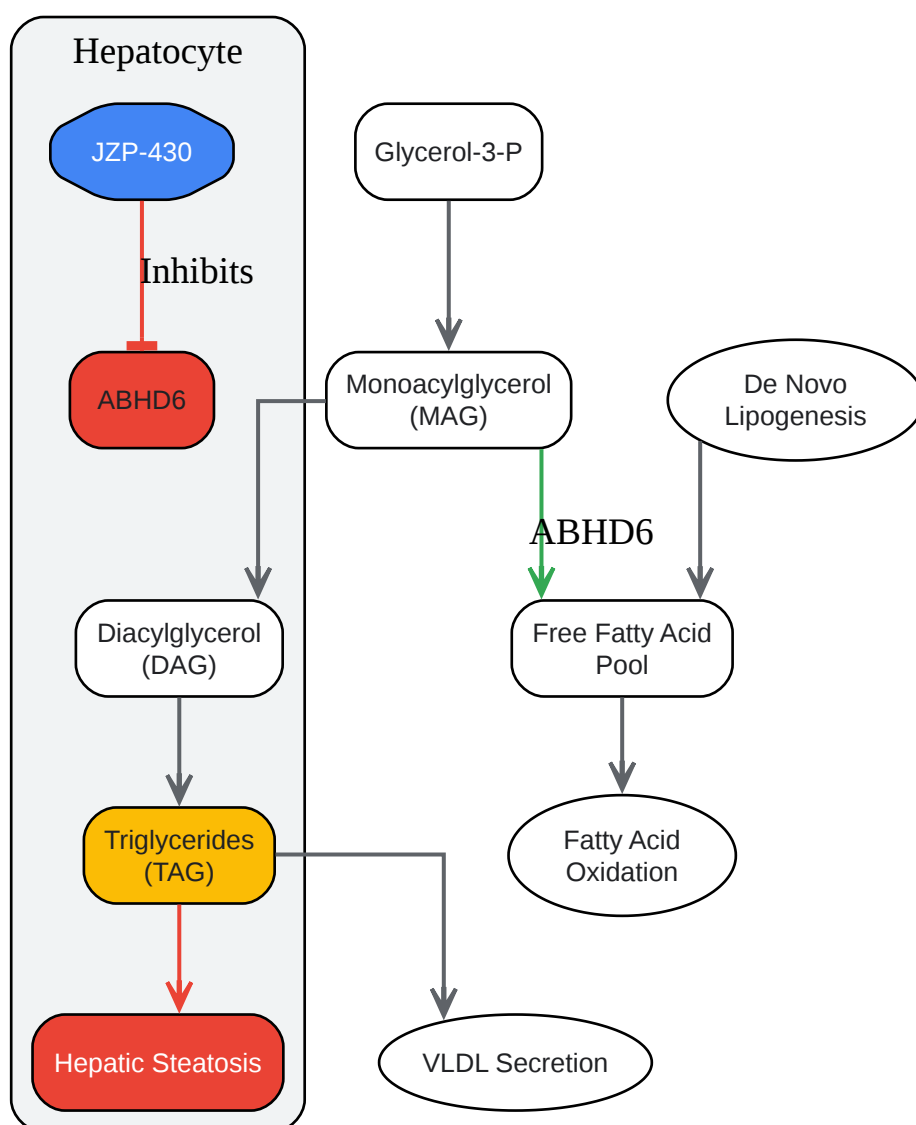 Hepatocyte
JZP-430
Glycerol-3-P
Inhibits
ABHD6
Monoacylglycerol
(MAG)
De Novo
Lipogenesis
ABHD6
Diacylglycerol
(DAG)
Free Fatty Acid
Pool
Triglycerides
(TAG)
Fatty Acid
Oxidation
Hepatic Steatosis
VLDL Secretion